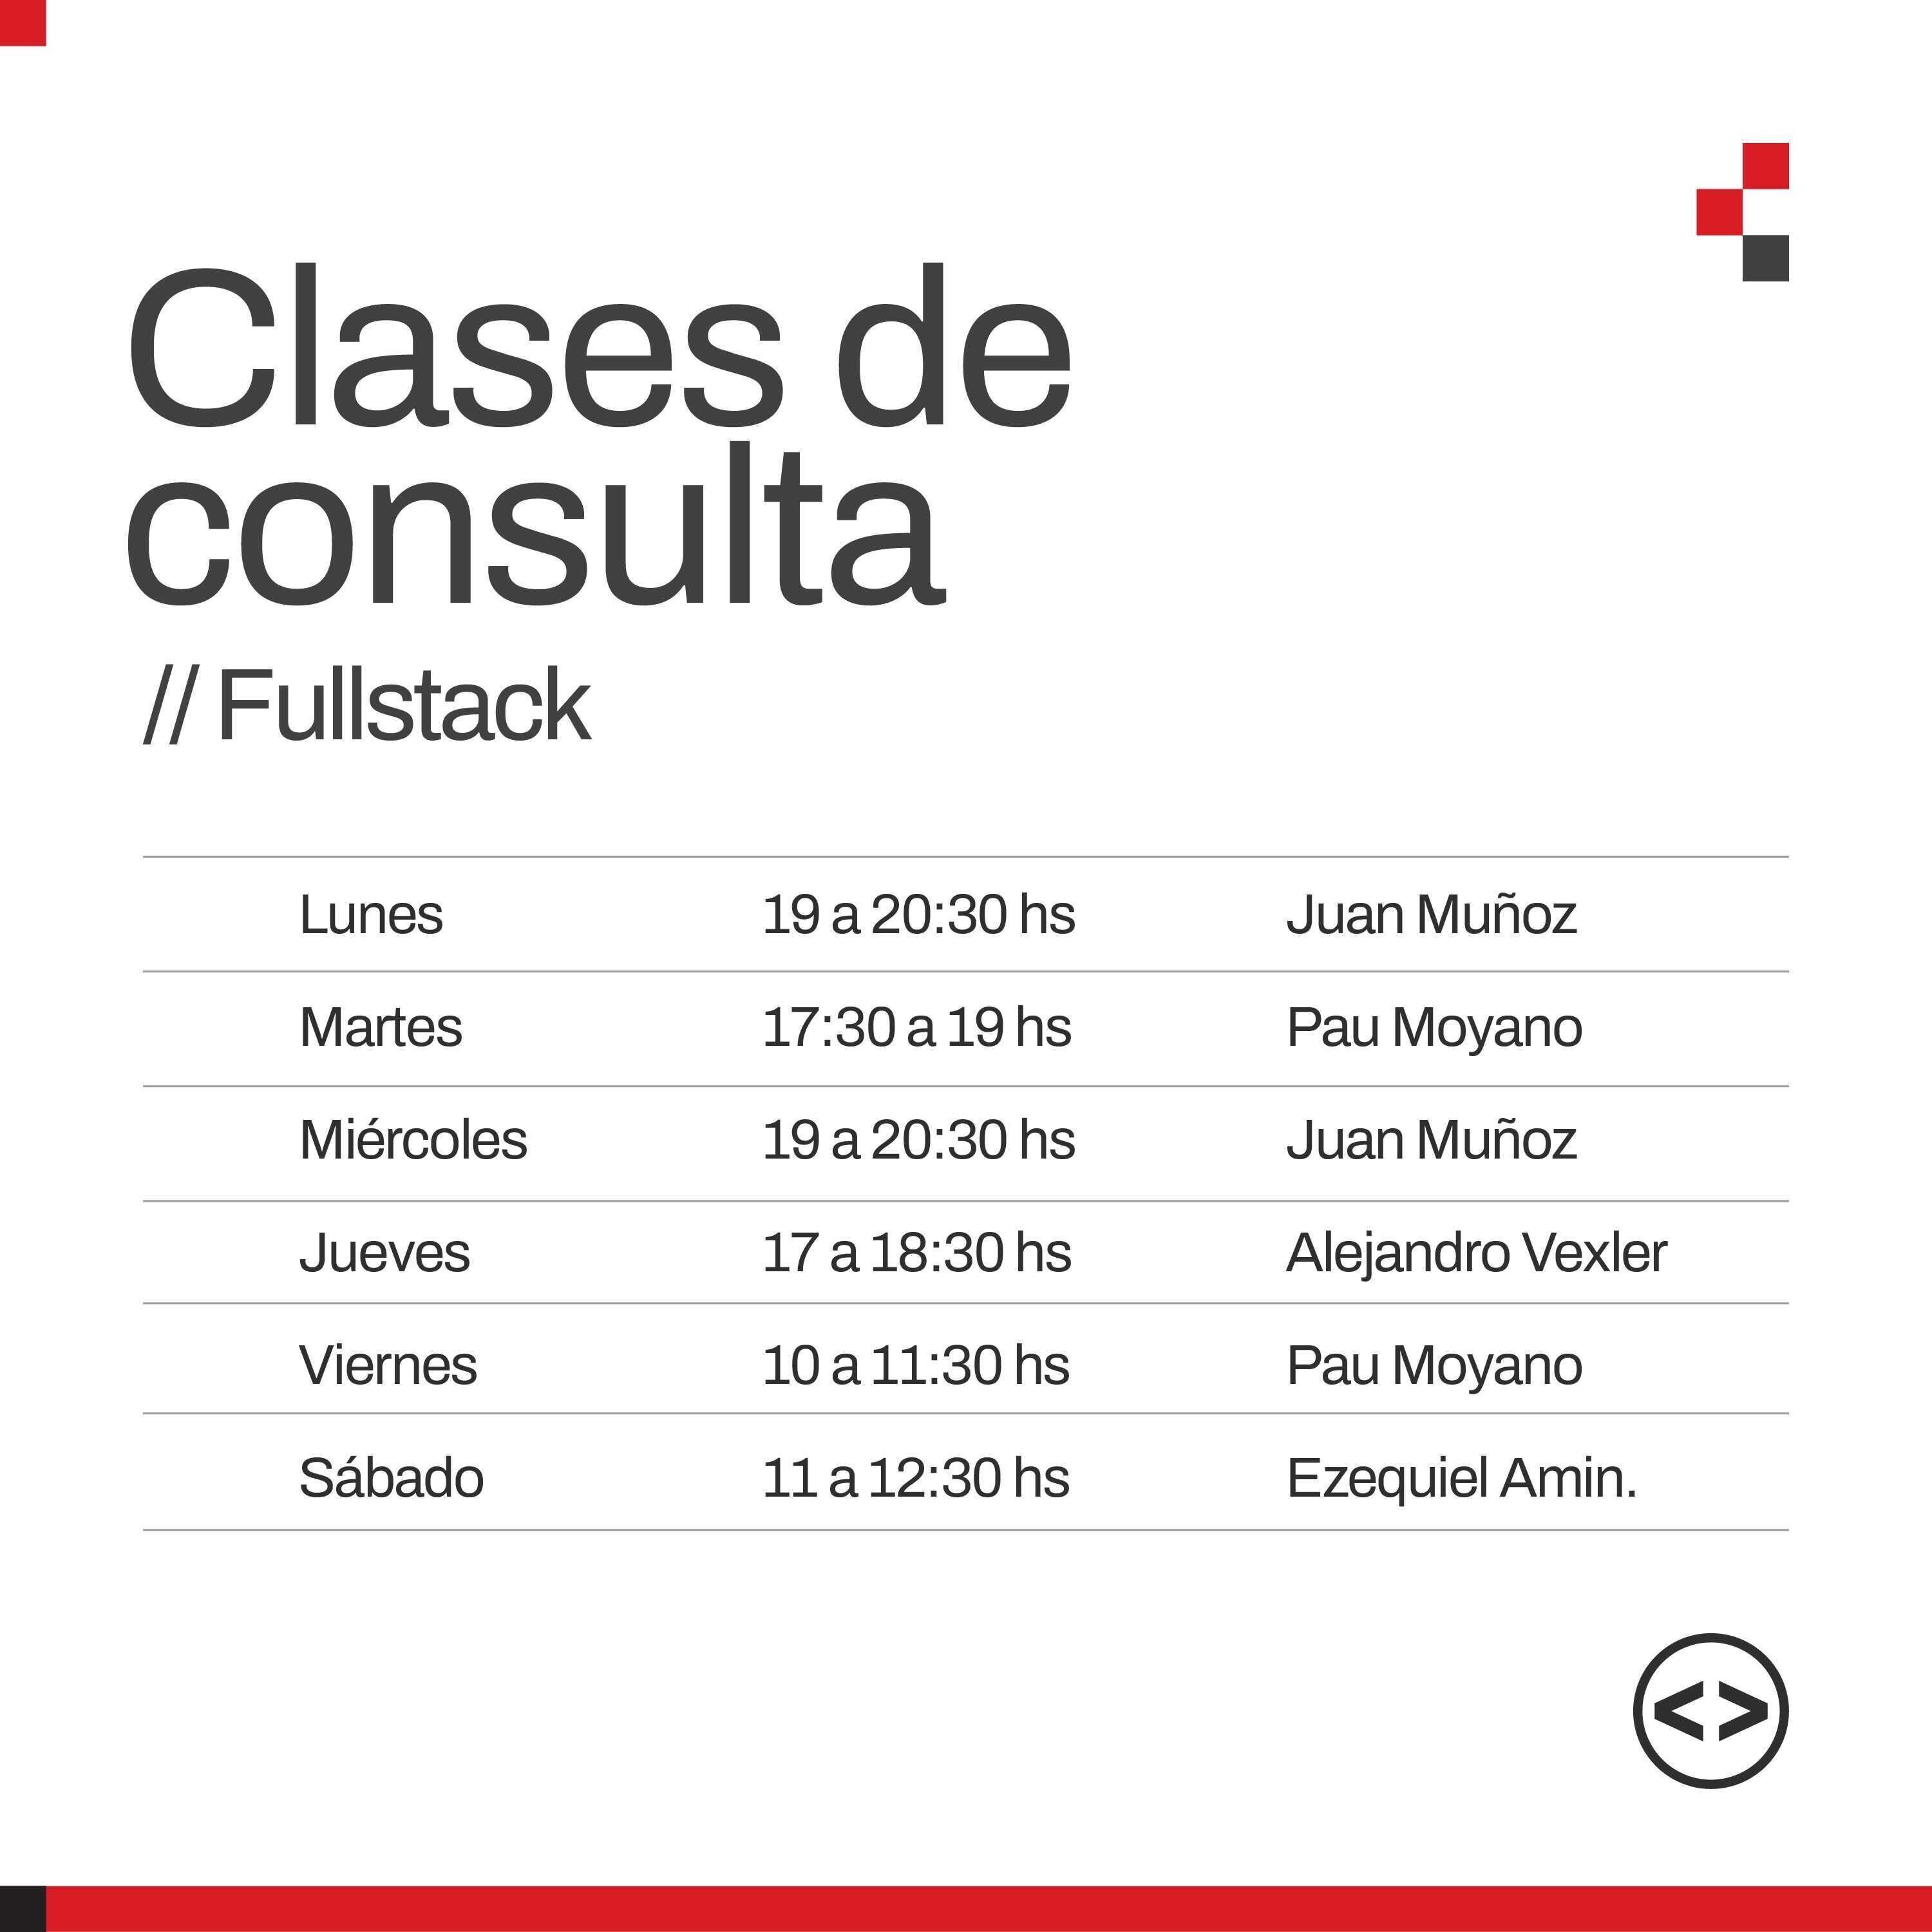 Clases de
consulta
// Fullstack
Lunes 19 a 20:30 hs Juan Muñoz
Martes 17:30 a 19 hs Pau Moyano
Miércoles 19 a 20:30 hs Juan Muñoz
Jueves 17 a 18:30 hs Alejandro Vexler
Viernes 10 a 11:30 hs Pau Moyano
Sábado 11 a 12:30 hs Ezequiel Amin.
<>